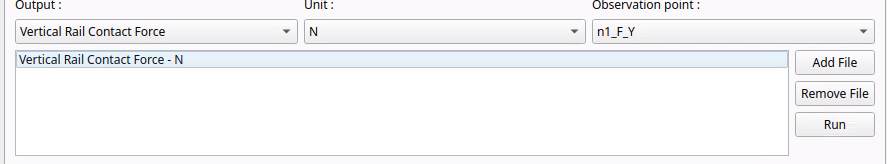 Output :
Unit :
Observation point :
Vertical Rail Contact Force
N
n1_F_Y
Vertical Rail Contact Force - N
Add File
Remove File
Run